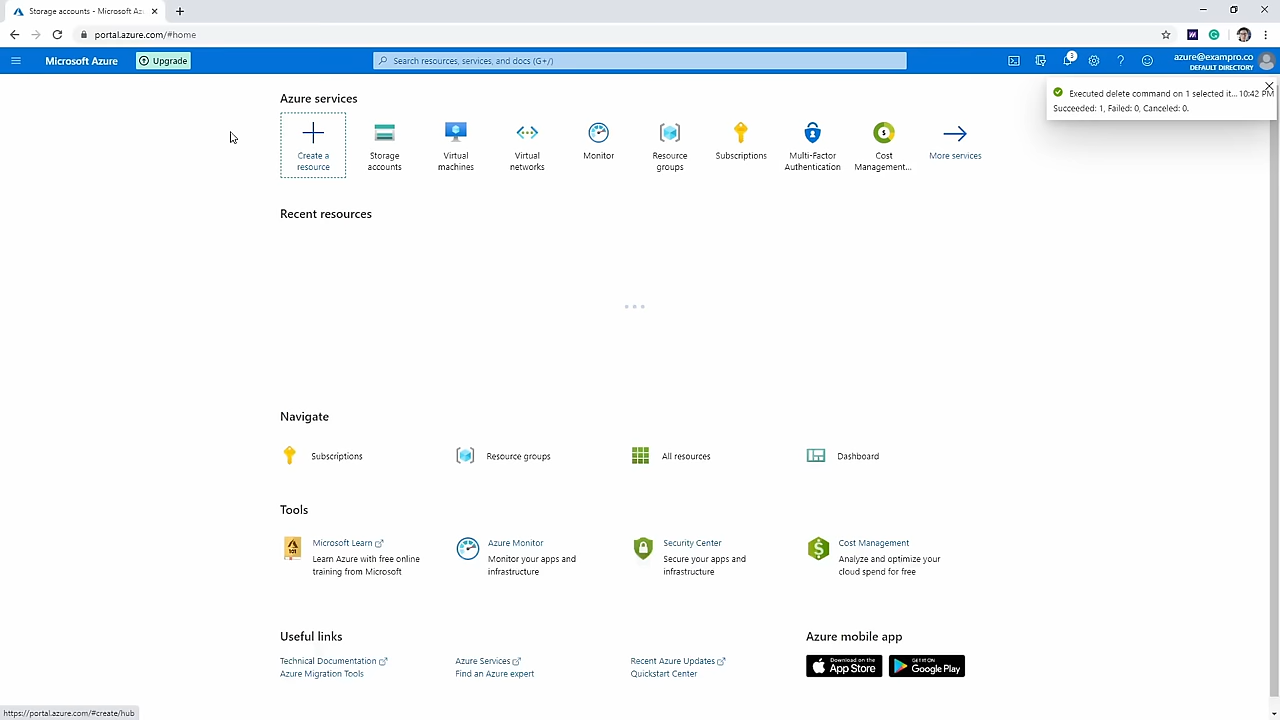 Storage accounts - Microsoft Az
portal.azure.com/#home
Microsoft Azure
Upgrade
Search resources, services, and docs (G+/)
3
azure@exampro.co
DEFAULT DIRECTORY
Executed delete command on 1 selected it... 10:42 PM
Succeeded: 1, Failed: 0, Canceled: 0.
Azure services
Create a
resource
Storage
accounts
Virtual
machines
Virtual
networks
Monitor
Resource
groups
Subscriptions
Multi-Factor
Authentication
Cost
Management...
More services
Recent resources
Navigate
Subscriptions
Resource groups
All resources
Dashboard
Tools
Microsoft Learn
Learn Azure with free online
training from Microsoft
Azure Monitor
Monitor your apps and
infrastructure
Security Center
Secure your apps and
infrastructure
Cost Management
Analyze and optimize your
cloud spend for free
Useful links
Technical Documentation
Azure Services
Recent Azure Updates
Azure Migration Tools
Find an Azure expert
Quickstart Center
Azure mobile app
Download on the
App Store
GET IT ON
Google Play
https://portal.azure.com/#create/hub